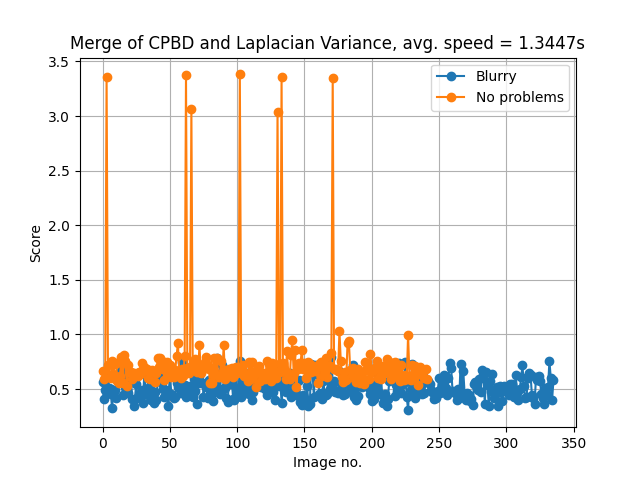 Merge of CPBD and Laplacian Variance, avg. speed = 1.3447s
Blurry
No problems
3.5
3.0
2.5
2.0
1.5
1.0
0.5
Score
0 50 100 150 200 250 300 350
Image no.